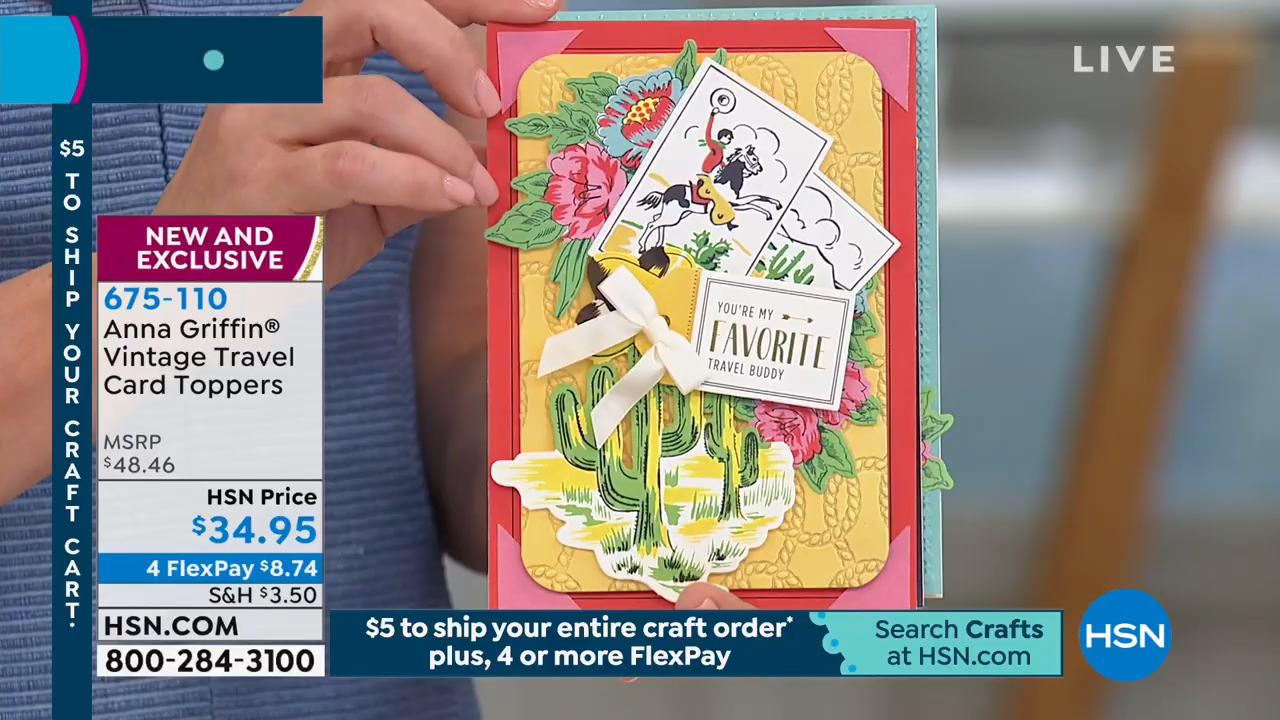 LIVE
$5 TO SHIP YOUR CRAFT CART.*
NEW AND
EXCLUSIVE
675-110
Anna Griffin®
Vintage Travel
Card Toppers
MSRP
$48.46
HSN Price
$34.95
4 FlexPay $8.74
S&H $3.50
HSN.COM
800-284-3100
YOU'RE MY
FAVORITE
TRAVEL BUDDY
$5 to ship your entire craft order*
plus, 4 or more FlexPay
Search Crafts
at HSN.com
HSN